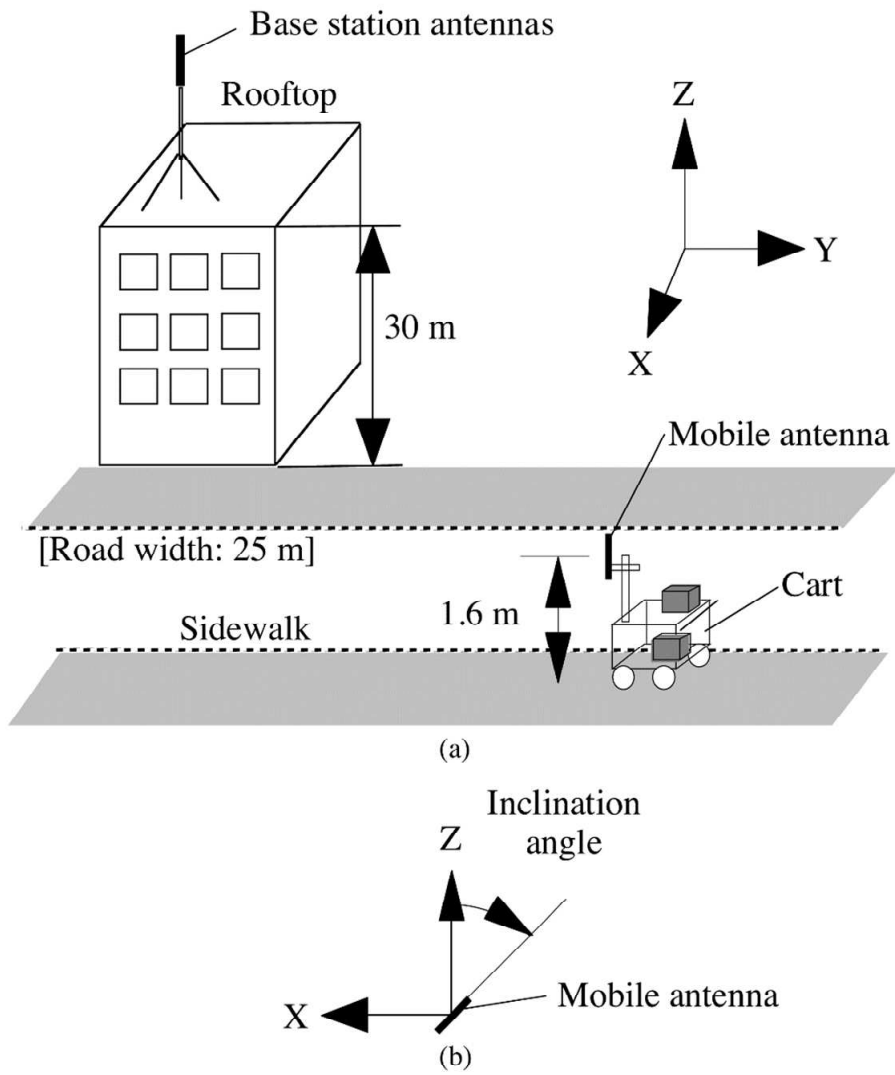 Base station antennas
Rooftop
Z
Y
X
30 m
Mobile antenna
[Road width: 25 m]
Cart
1.6 m
Sidewalk
(a)
Inclination
angle
Z
X
Mobile antenna
(b)